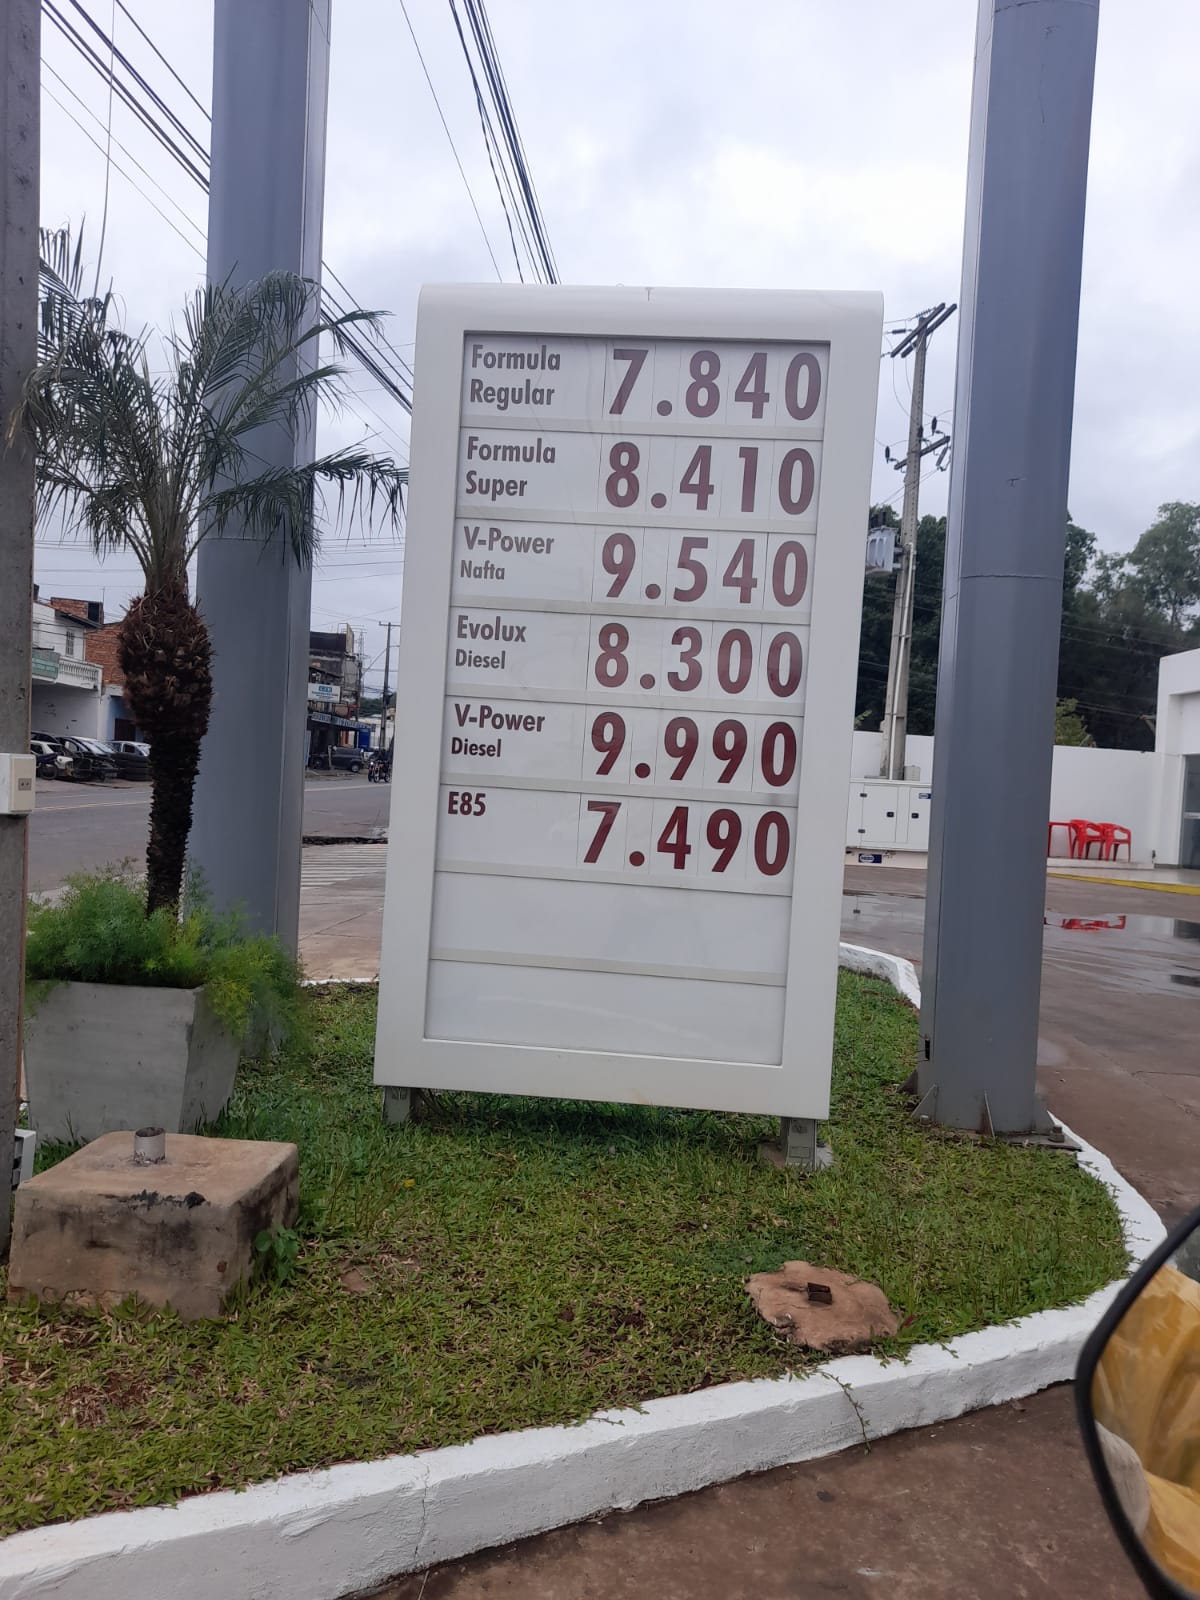 Formula
Regular 7.840
Formula
Super 8.410
V-Power
Nafta 9.540
Evolux
Diesel 8.300
V-Power
Diesel 9.990
E85 7.490